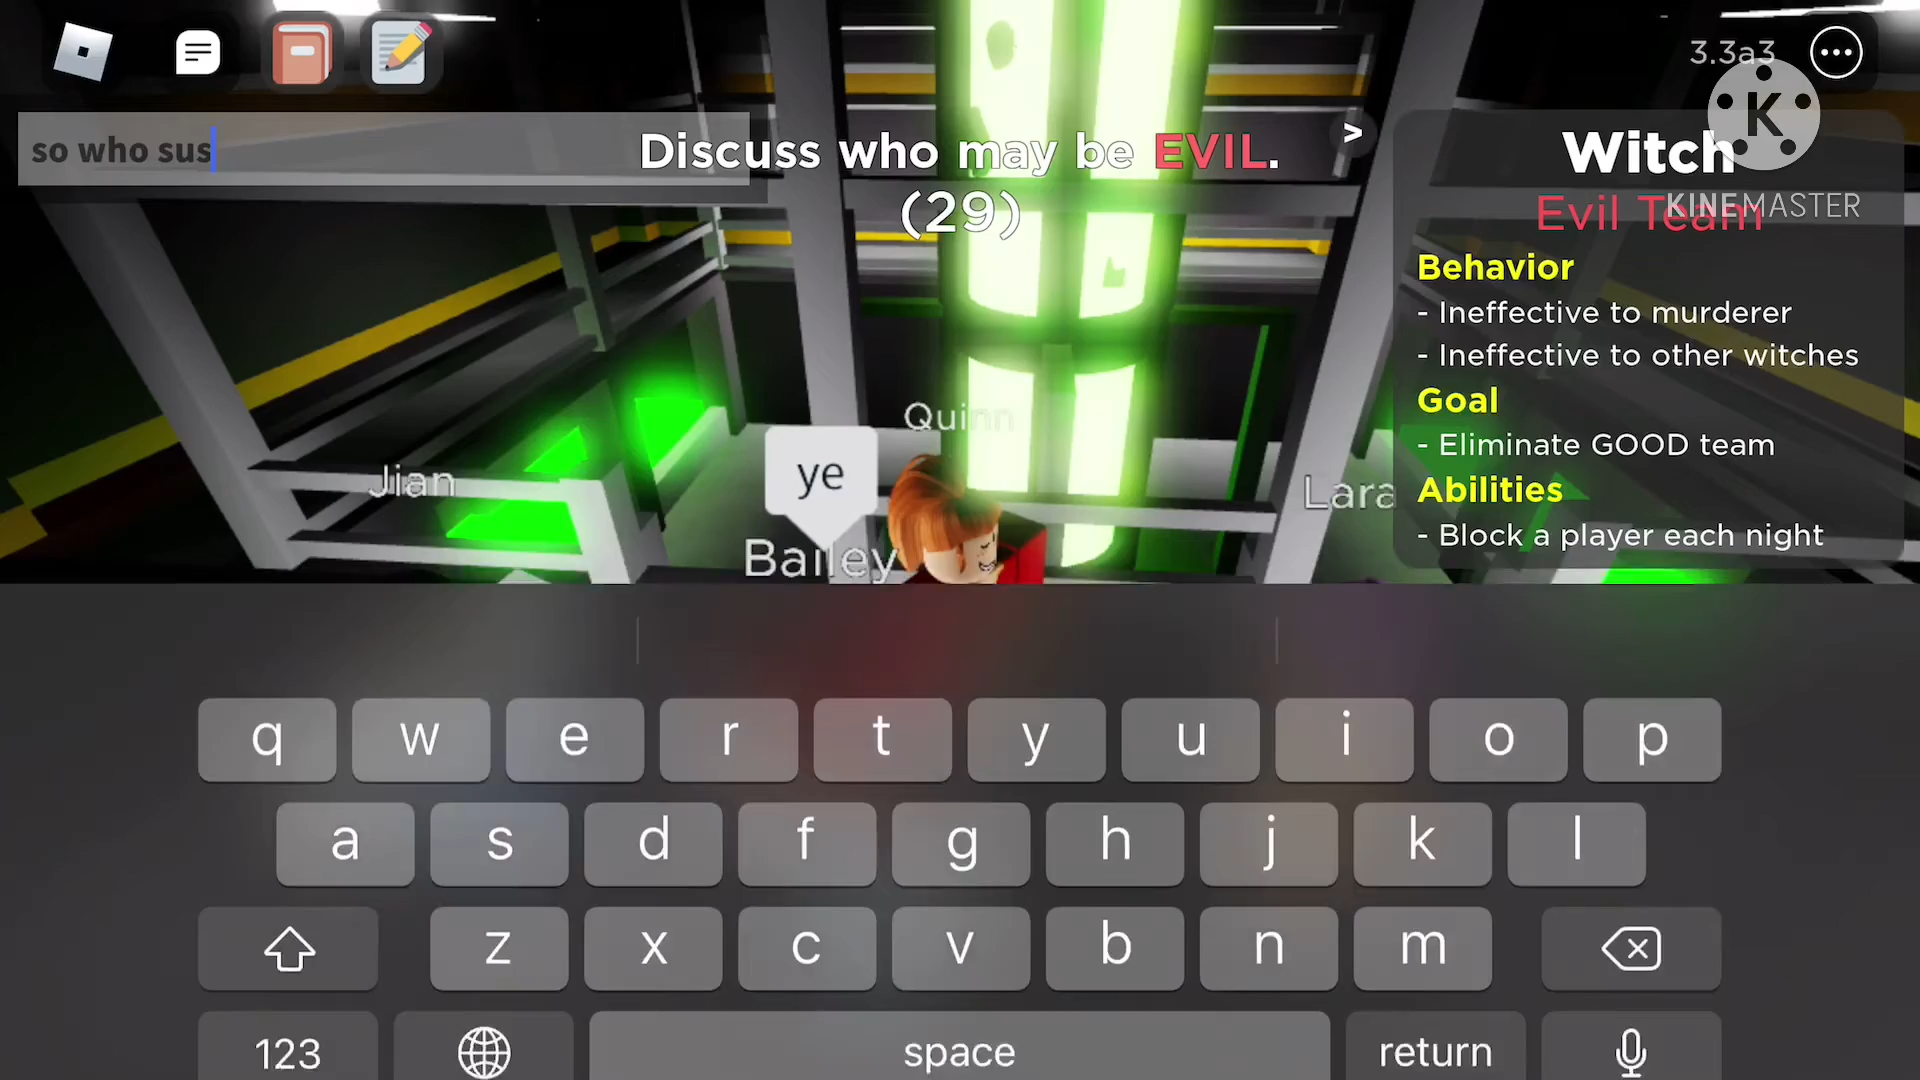 3.3a3
so who sus
Discuss who may be EVIL.
(29)
>
K
KINEMASTER
Witch
Evil Team
Behavior
- Ineffective to murderer
- Ineffective to other witches
Goal
- Eliminate GOOD team
Abilities
- Block a player each night
Quinn
Jian
ye
Lara
Bailey
q w e r t y u i o p
a s d f g h j k l
z x c v b n m
123 space return